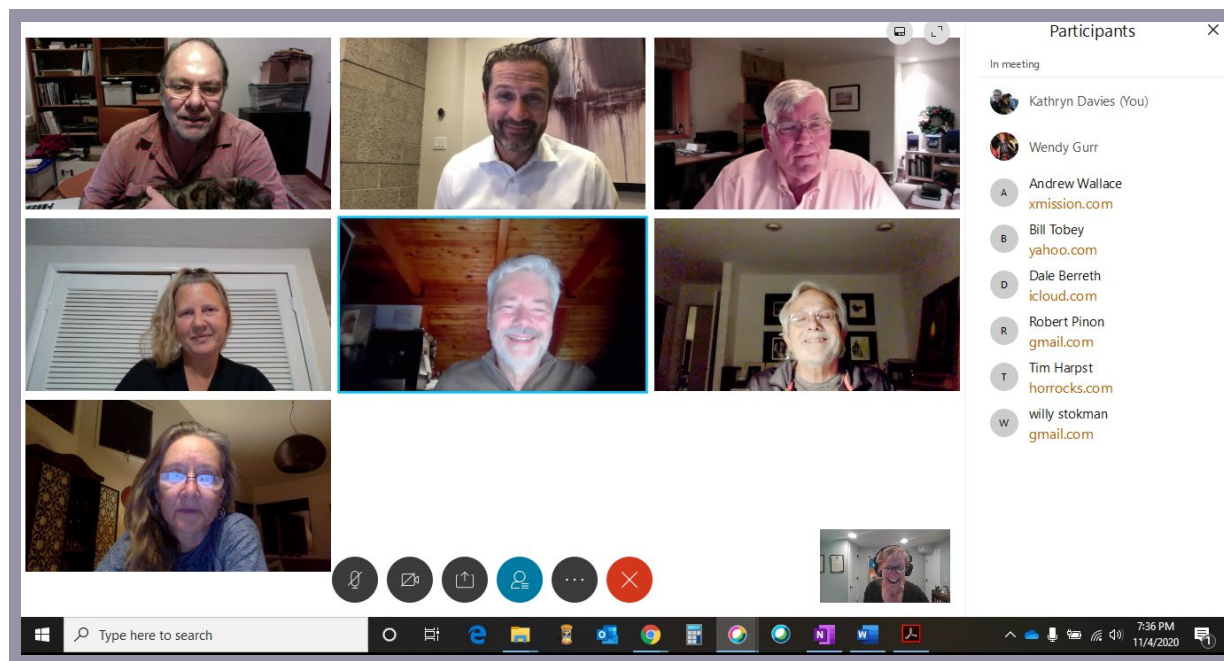 Participants
In meeting
Kathryn Davies (You)
Wendy Gurr
A
Andrew Wallace
xmission.com
B
Bill Tobey
yahoo.com
D
Dale Berreth
icloud.com
R
Robert Pinon
gmail.com
T
Tim Harpst
horrocks.com
W
willy stokman
gmail.com
Type here to search
7:36 PM
11/4/2020
1